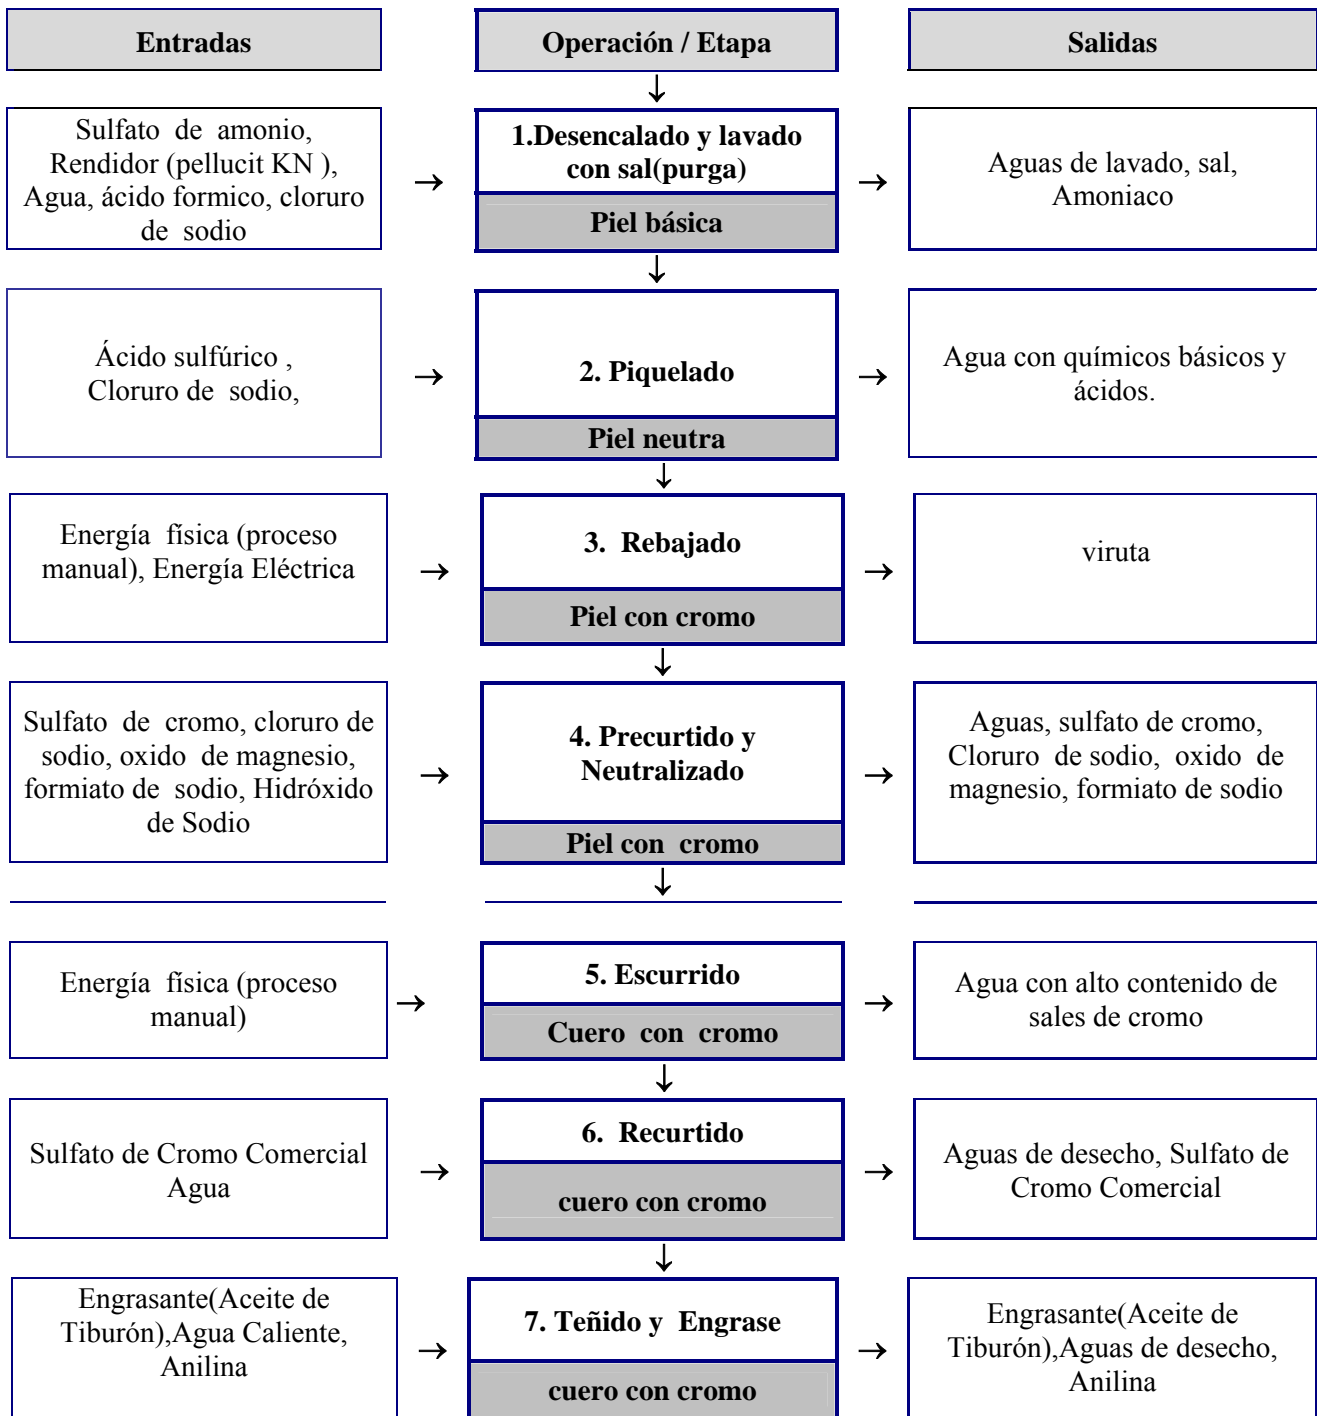 Entradas
Operación / Etapa
Salidas
Sulfato de amonio,
Rendidor (pellucit KN ),
Agua, ácido formico, cloruro
de sodio
1.Desencalado y lavado
con sal(purga)
Piel básica
Aguas de lavado, sal,
Amoniaco
Ácido sulfúrico ,
Cloruro de sodio,
2. Piquelado
Piel neutra
Agua con químicos básicos y
ácidos.
Energía física (proceso
manual), Energía Eléctrica
3. Rebajado
Piel con cromo
viruta
Sulfato de cromo, cloruro de
sodio, oxido de magnesio,
formiato de sodio, Hidróxido
de Sodio
4. Precurtido y
Neutralizado
Piel con cromo
Aguas, sulfato de cromo,
Cloruro de sodio, oxido de
magnesio, formiato de sodio
Energía física (proceso
manual)
5. Escurrido
Cuero con cromo
Agua con alto contenido de
sales de cromo
Sulfato de Cromo Comercial
Agua
6. Recurtido
cuero con cromo
Aguas de desecho, Sulfato de
Cromo Comercial
Engrasante(Aceite de
Tiburón),Agua Caliente,
Anilina
7. Teñido y Engrase
cuero con cromo
Engrasante(Aceite de
Tiburón),Aguas de desecho,
Anilina